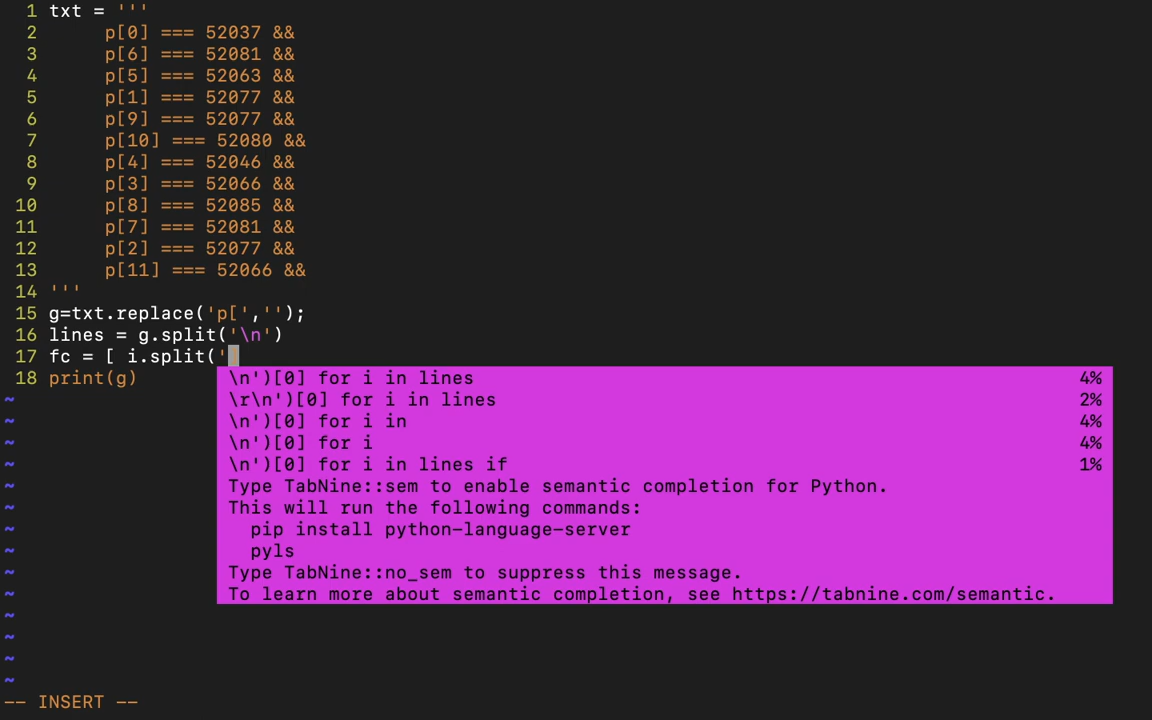 1 txt = '''
2 p[0] === 52037 &&
3 p[6] === 52081 &&
4 p[5] === 52063 &&
5 p[1] === 52077 &&
6 p[9] === 52077 &&
7 p[10] === 52080 &&
8 p[4] === 52046 &&
9 p[3] === 52066 &&
10 p[8] === 52085 &&
11 p[7] === 52081 &&
12 p[2] === 52077 &&
13 p[11] === 52066 &&
14 '''
15 g=txt.replace('p[','');
16 lines = g.split('\n')
17 fc = [ i.split(']
18 print(g)
\n')[0] for i in lines 4%
\r\n')[0] for i in lines 2%
\n')[0] for i in 4%
\n')[0] for i 4%
\n')[0] for i in lines if 1%
Type TabNine::sem to enable semantic completion for Python.
This will run the following commands:
pip install python-language-server
pyls
Type TabNine::no_sem to suppress this message.
To learn more about semantic completion, see https://tabnine.com/semantic.
~
~
~
~
~
~
~
~
~
~
~
~
~
~
-- INSERT --